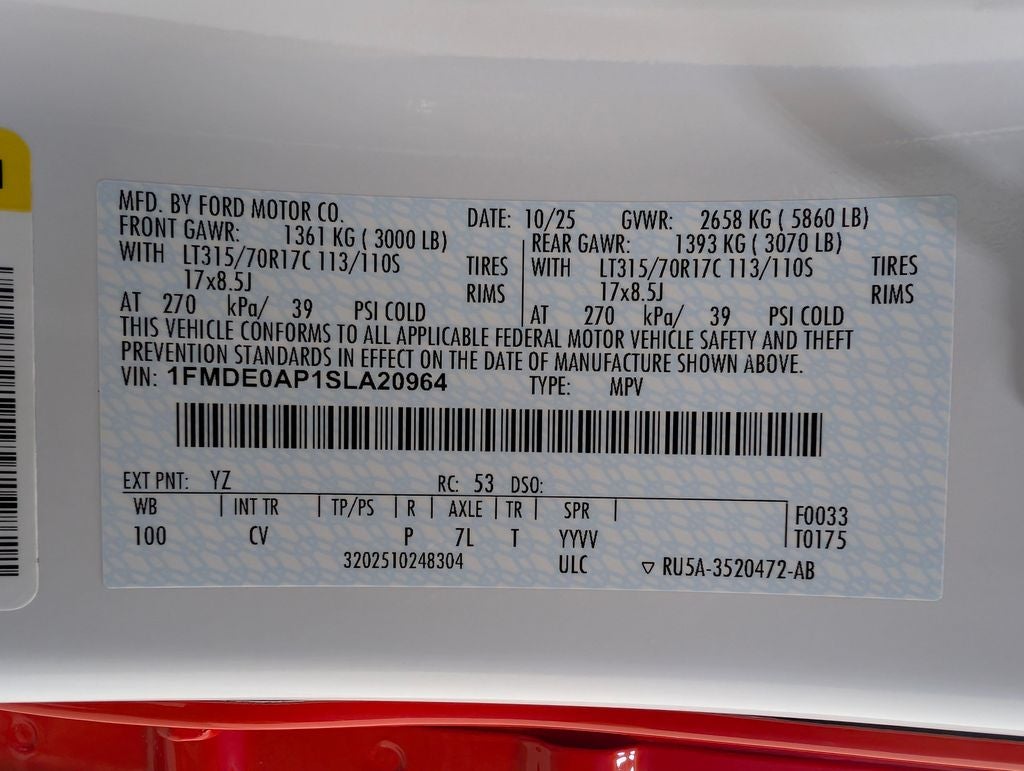 MFD. BY FORD MOTOR CO. DATE: 10/25 GVWR: 2658 KG ( 5860 LB)
FRONT GAWR: 1361 KG ( 3000 LB) REAR GAWR: 1393 KG ( 3070 LB)
WITH LT315/70R17C 113/110S TIRES WITH LT315/70R17C 113/110S TIRES
17x8.5J RIMS 17x8.5J RIMS
AT 270 kPa/ 39 PSI COLD AT 270 kPa/ 39 PSI COLD
THIS VEHICLE CONFORMS TO ALL APPLICABLE FEDERAL MOTOR VEHICLE SAFETY AND THEFT
PREVENTION STANDARDS IN EFFECT ON THE DATE OF MANUFACTURE SHOWN ABOVE.
VIN: 1FMDE0AP1SLA20964 TYPE: MPV
EXT PNT: YZ RC: 53 DSO:
WB INT TR TP/PS R AXLE TR SPR F0033
100 CV P 7L T YYVV T0175
3202510248304 ULC ▽ RU5A-3520472-AB